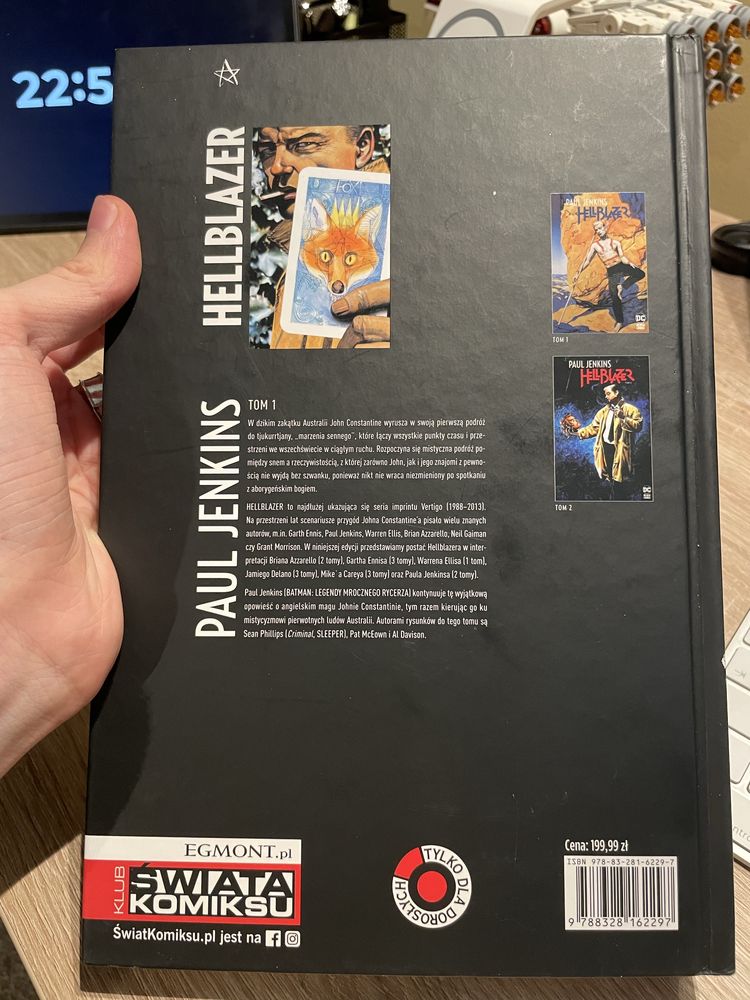 22:5
HELLBLAZER
PAUL JENKINS
FOX
PAUL JENKINS
HELLBLAZER
DC
TOM 1
PAUL JENKINS
HELLBLAZER
DC
TOM 2
TOM 1
W dzikim zakątku Australii John Constantine wyrusza w swoją pierwszą podróż
do tjukurrtjany, „marzenia sennego", które łączy wszystkie punkty czasu i prze-
strzeni we wszechświecie w ciągłym ruchu. Rozpoczyna się mistyczna podróż po-
między snem a rzeczywistością, z której zarówno John, jak i jego znajomi z pewno-
ścią nie wyjdą bez szwanku, ponieważ nikt nie wraca niezmieniony po spotkaniu
z aborygeńskim bogiem.
HELLBLAZER to najdłużej ukazująca się seria imprintu Vertigo (1988–2013).
Na przestrzeni lat scenariusze przygód Johna Constantine'a pisało wielu znanych
autorów, m.in. Garth Ennis, Paul Jenkins, Warren Ellis, Brian Azzarello, Neil Gaiman
czy Grant Morrison. W niniejszej edycji przedstawiamy postać Hellblazera w inter-
pretacji Briana Azzarello (2 tomy), Gartha Ennisa (3 tomy), Warrena Ellisa (1 tom),
Jamiego Delano (3 tomy), Mike'a Careya (3 tomy) oraz Paula Jenkinsa (2 tomy).
Paul Jenkins (BATMAN: LEGENDY MROCZNEGO RYCERZA) kontynuuje tę wyjątkową
opowieść o angielskim magu Johnie Constantinie, tym razem kierując go ku
mistycyzmowi pierwotnych ludów Australii. Autorami rysunków do tego tomu są
Sean Phillips (Criminal, SLEEPER), Pat McEown i Al Davison.
EGMONT.pl
KLUB
ŚWIATA
KOMIKSU
ŚwiatKomiksu.pl jest na
TYLKO DLA DOROSŁYCH
Cena: 199,99 zł
ISBN 978-83-281-6229-7
9 788328 162297